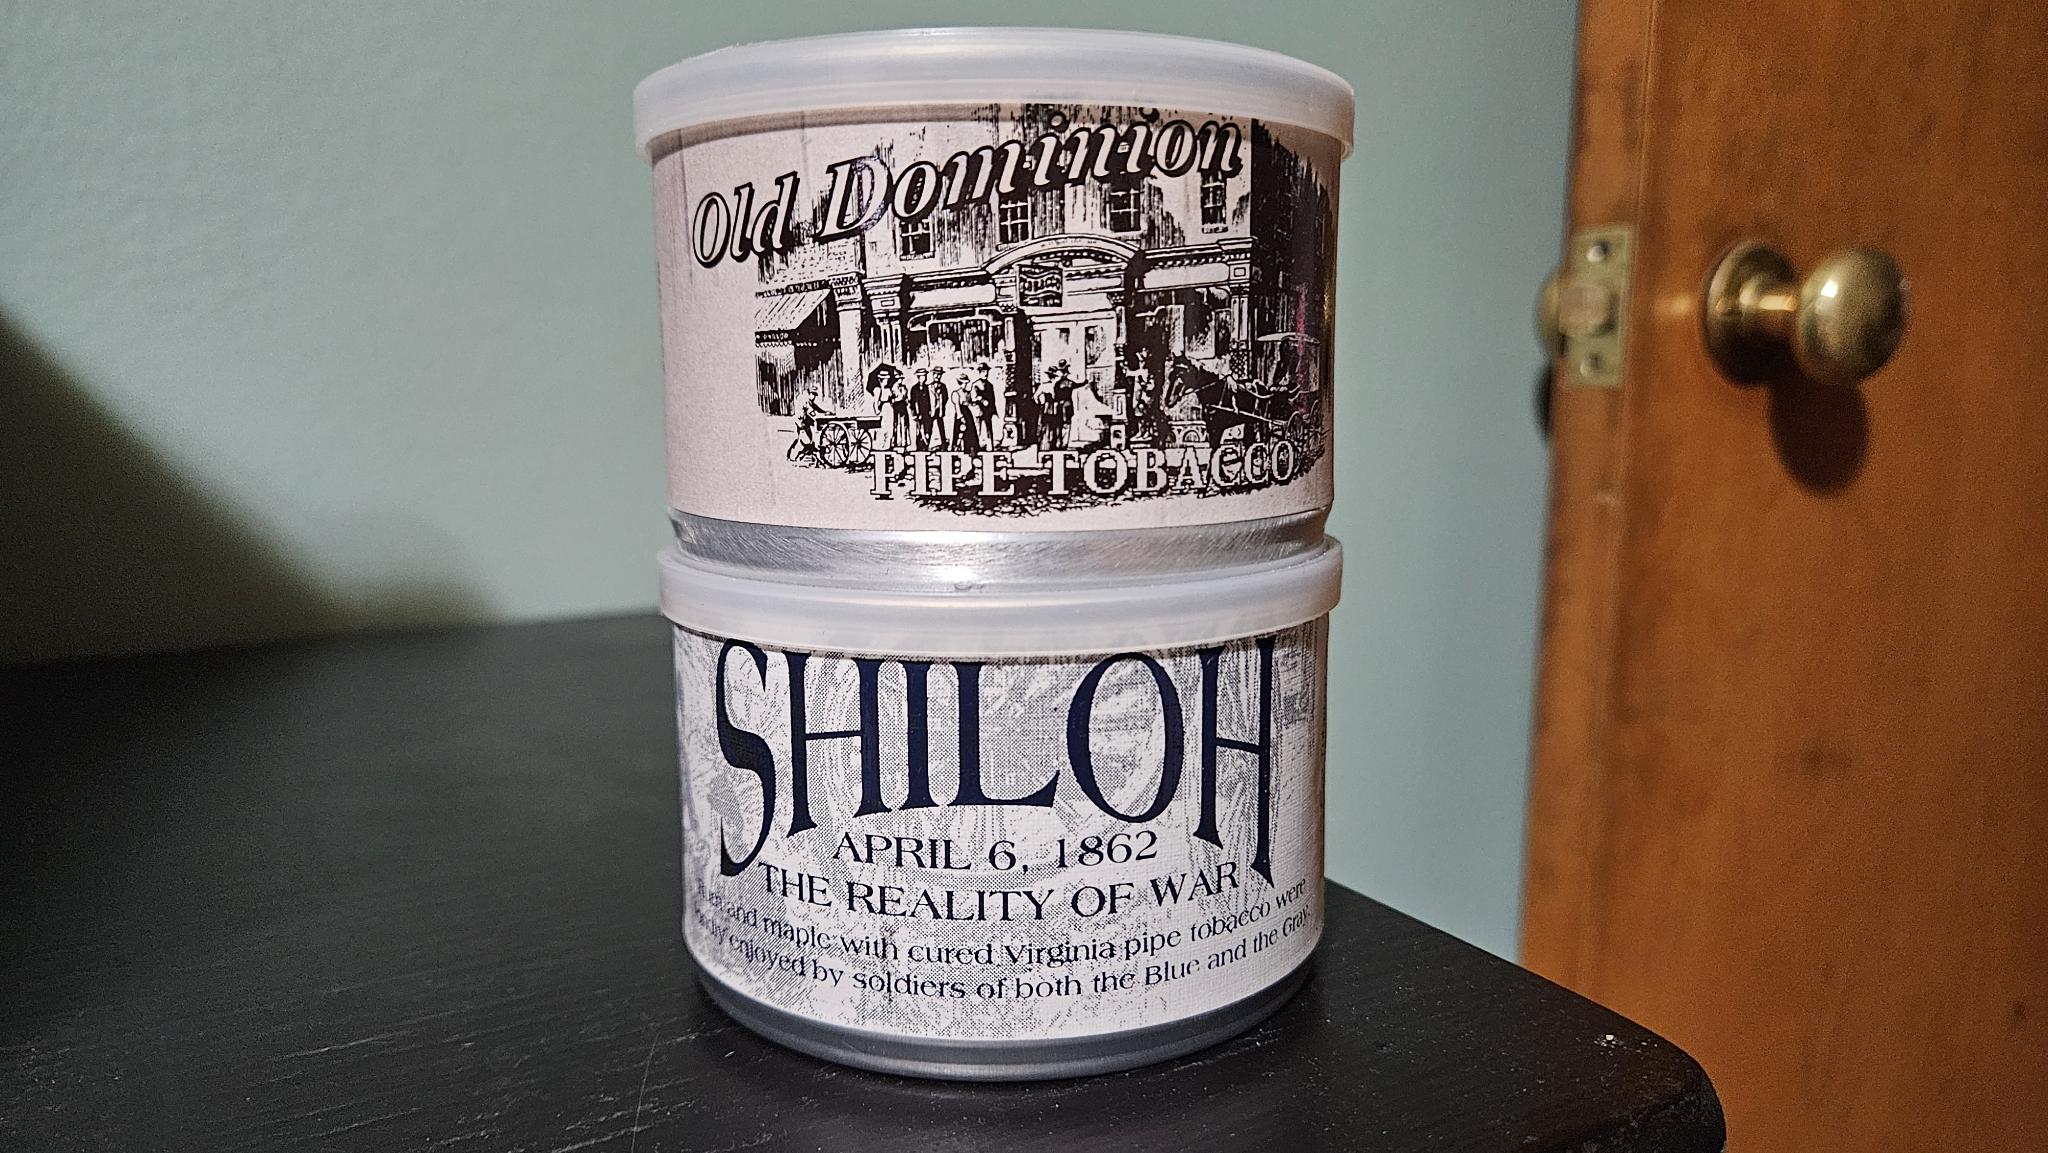 Old Dominion
PIPE TOBACCO
SHILOH
APRIL 6, 1862
THE REALITY OF WAR
and maple with cured Virginia pipe tobacco were
enjoyed by soldiers of both the Blue and the Gray.